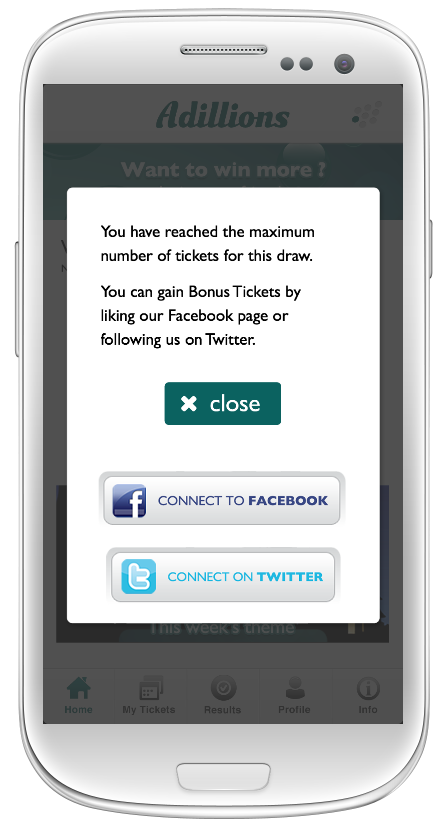 Adillions
Want to win more ?
You have reached the maximum
number of tickets for this draw.
You can gain Bonus Tickets by
liking our Facebook page or
following us on Twitter.
close
CONNECT TO FACEBOOK
CONNECT ON TWITTER
This week's theme
Home My Tickets Results Profile Info